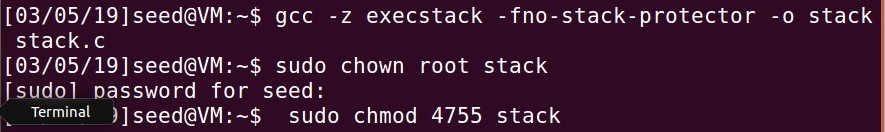 [03/05/19]seed@VM:~$ gcc -z execstack -fno-stack-protector -o stack
stack.c
[03/05/19]seed@VM:~$ sudo chown root stack
[sudo] password for seed:
Terminal 9]seed@VM:~$  sudo chmod 4755 stack